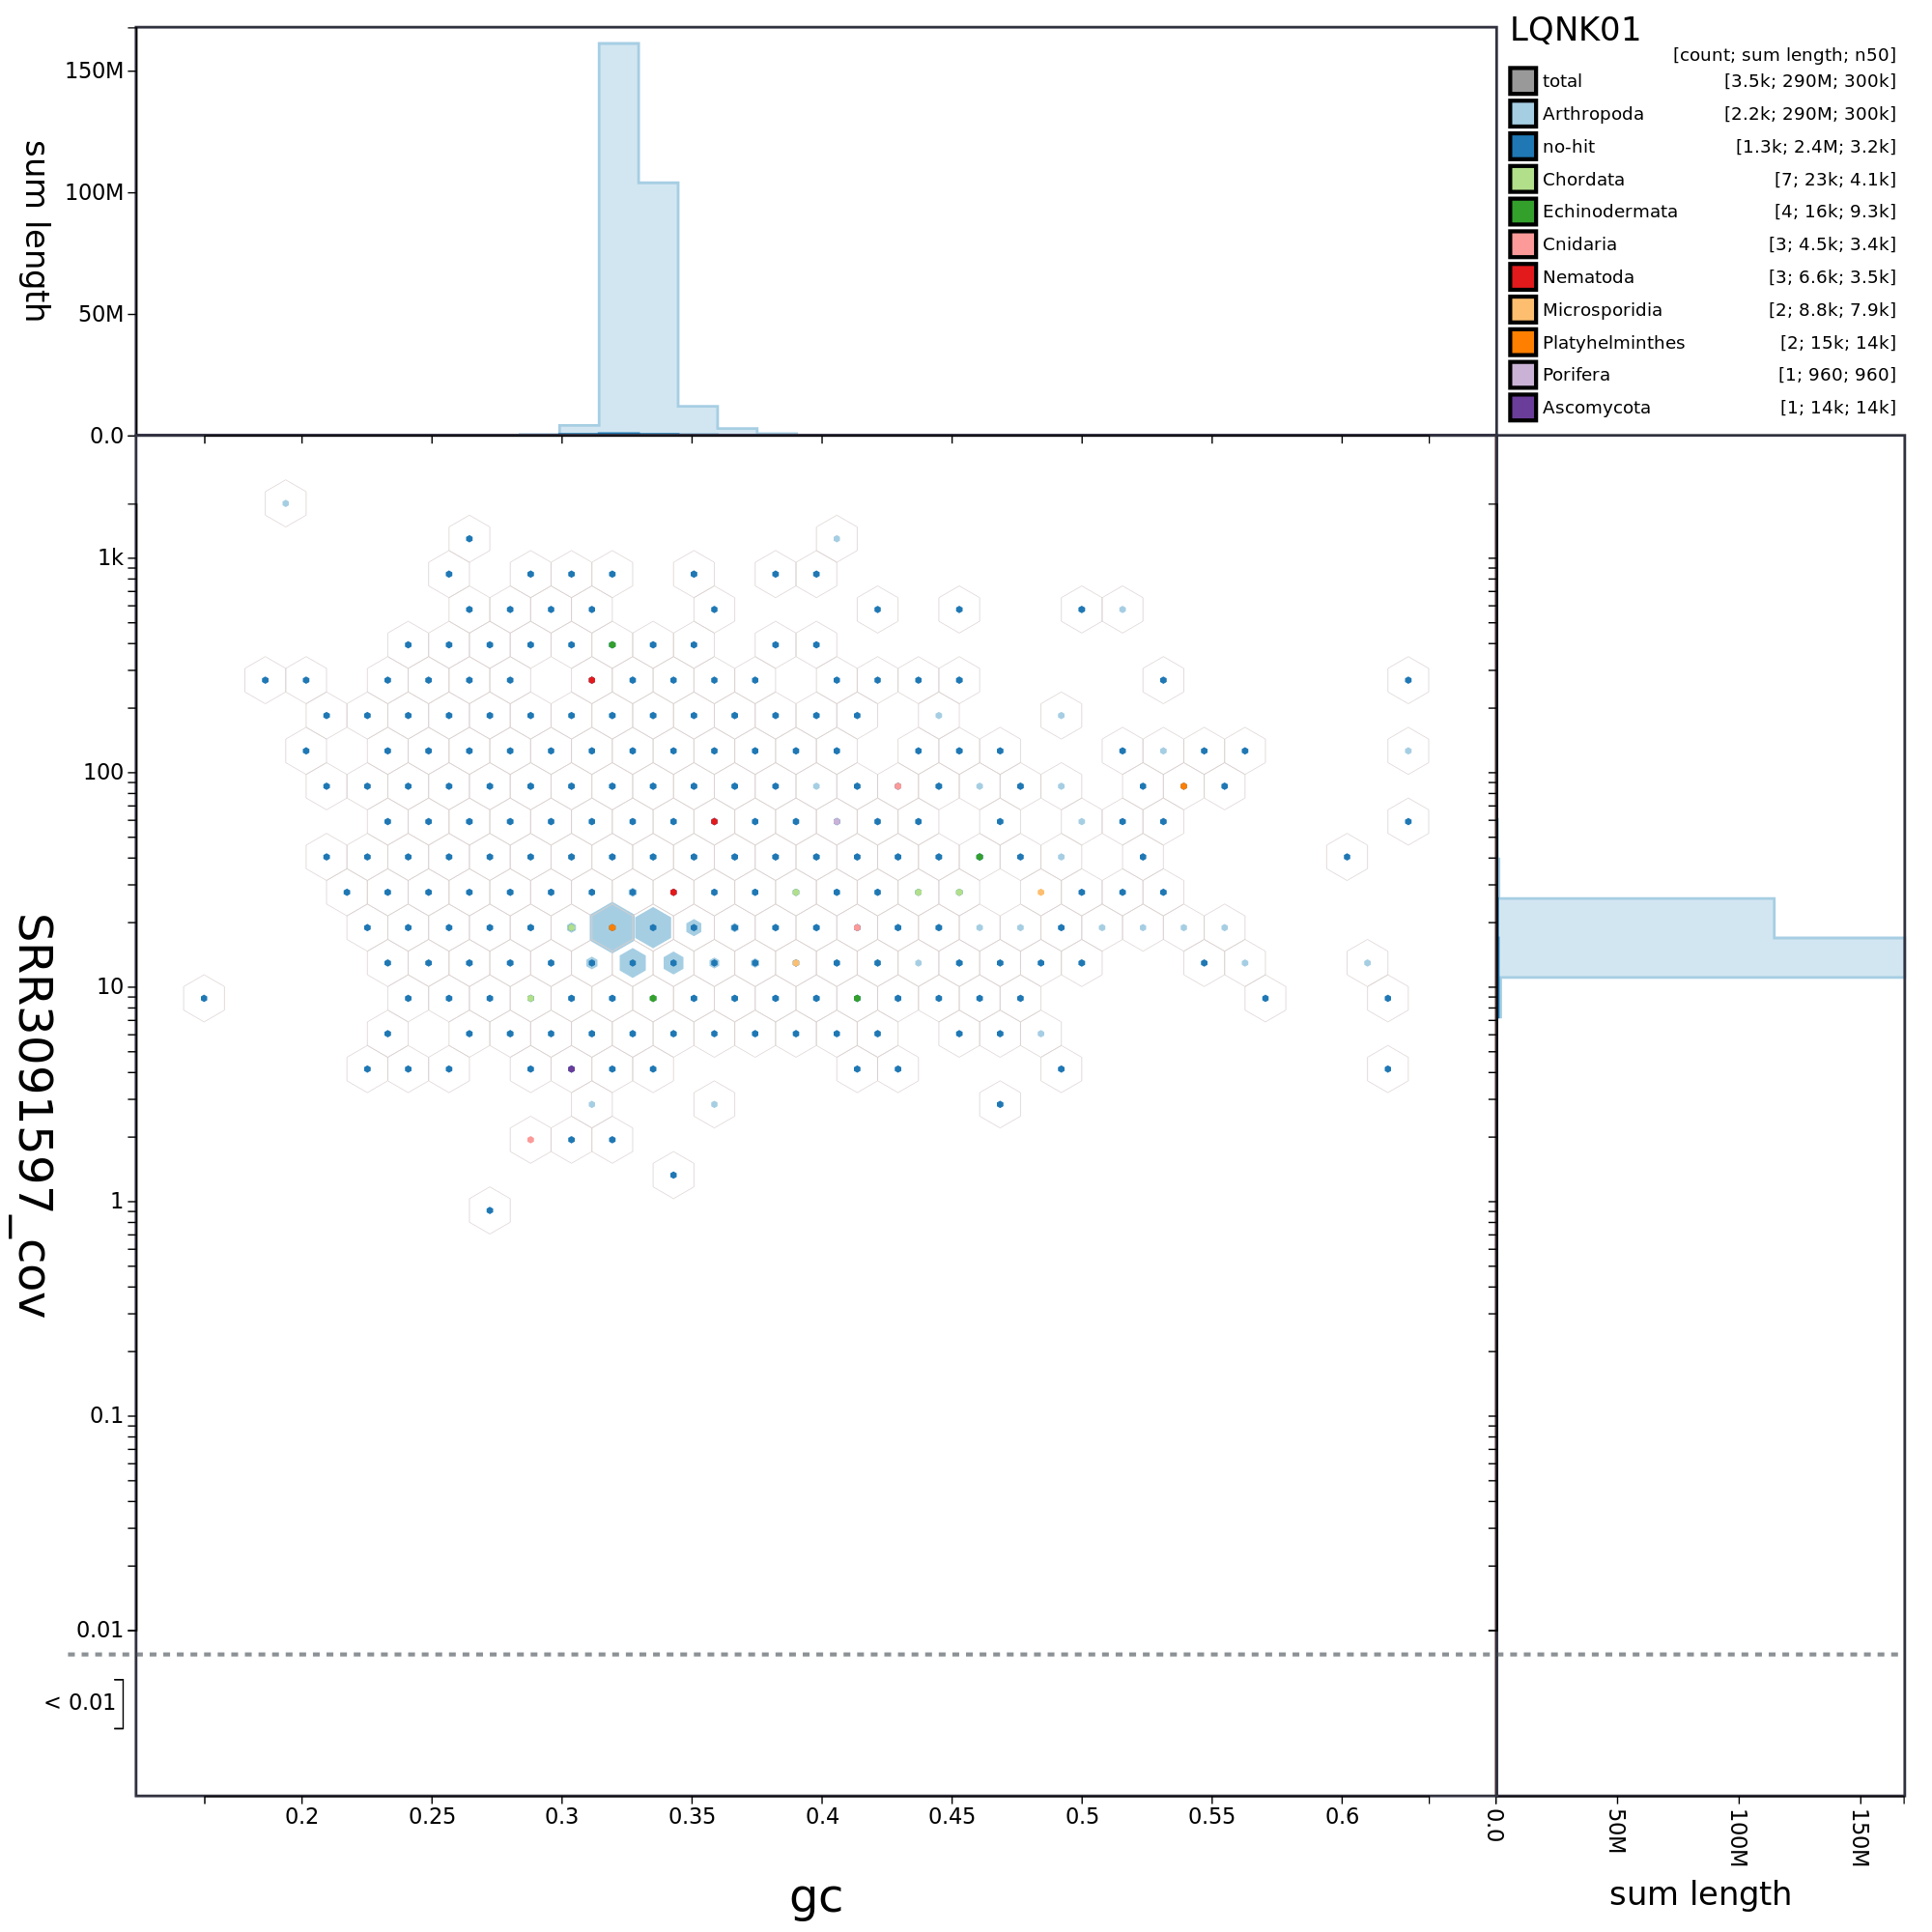 LQNK01
[count; sum length; n50]
total [3.5k; 290M; 300k]
Arthropoda [2.2k; 290M; 300k]
no-hit [1.3k; 2.4M; 3.2k]
Chordata [7; 23k; 4.1k]
Echinodermata [4; 16k; 9.3k]
Cnidaria [3; 4.5k; 3.4k]
Nematoda [3; 6.6k; 3.5k]
Microsporidia [2; 8.8k; 7.9k]
Platyhelminthes [2; 15k; 14k]
Porifera [1; 960; 960]
Ascomycota [1; 14k; 14k]
sum length
150M
100M
50M
0.0
SRR3091597_cov
1k
100
10
1
0.1
0.01
< 0.01
0.2 0.25 0.3 0.35 0.4 0.45 0.5 0.55 0.6
gc
0.0 50M 100M 150M
sum length